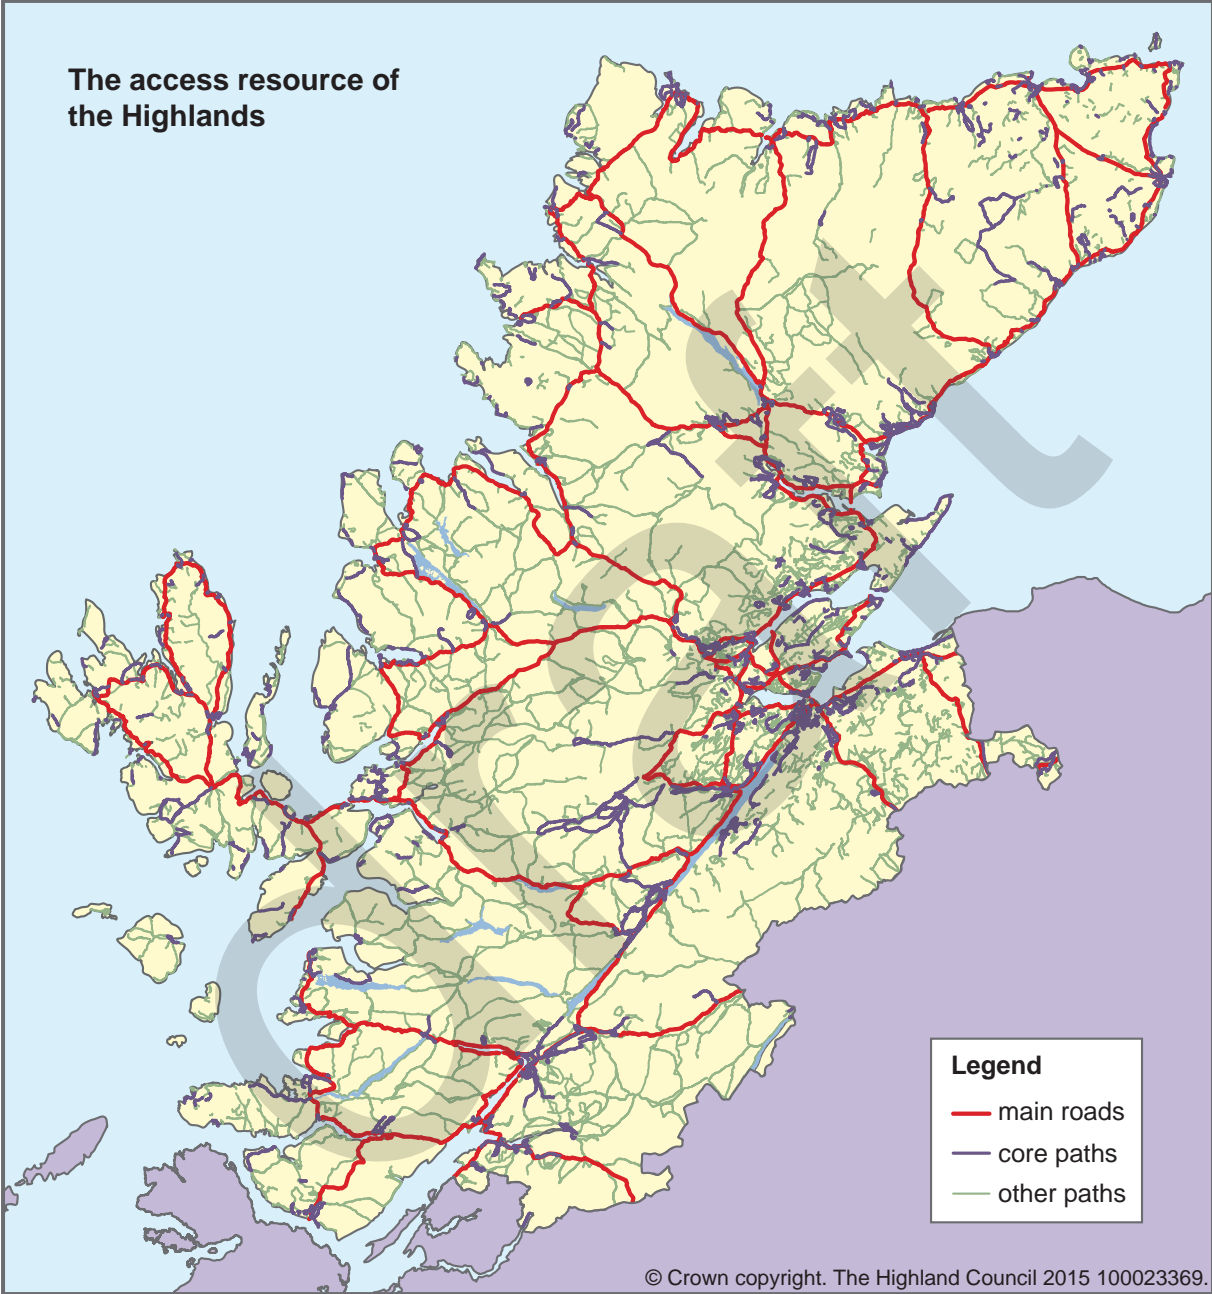 The access resource of
the Highlands
draft
Legend
main roads
core paths
other paths
© Crown copyright. The Highland Council 2015 100023369.